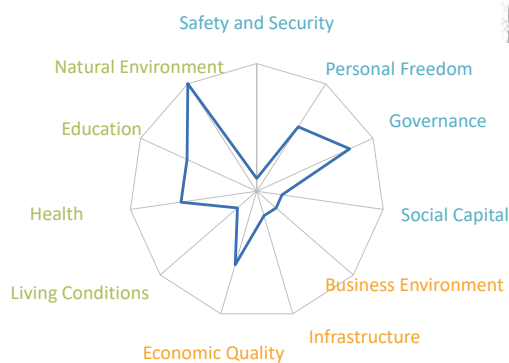 Safety and Security
Natural Environment
Personal Freedom
Education
Governance
Health
Social Capital
Living Conditions
Business Environment
Infrastructure
Economic Quality